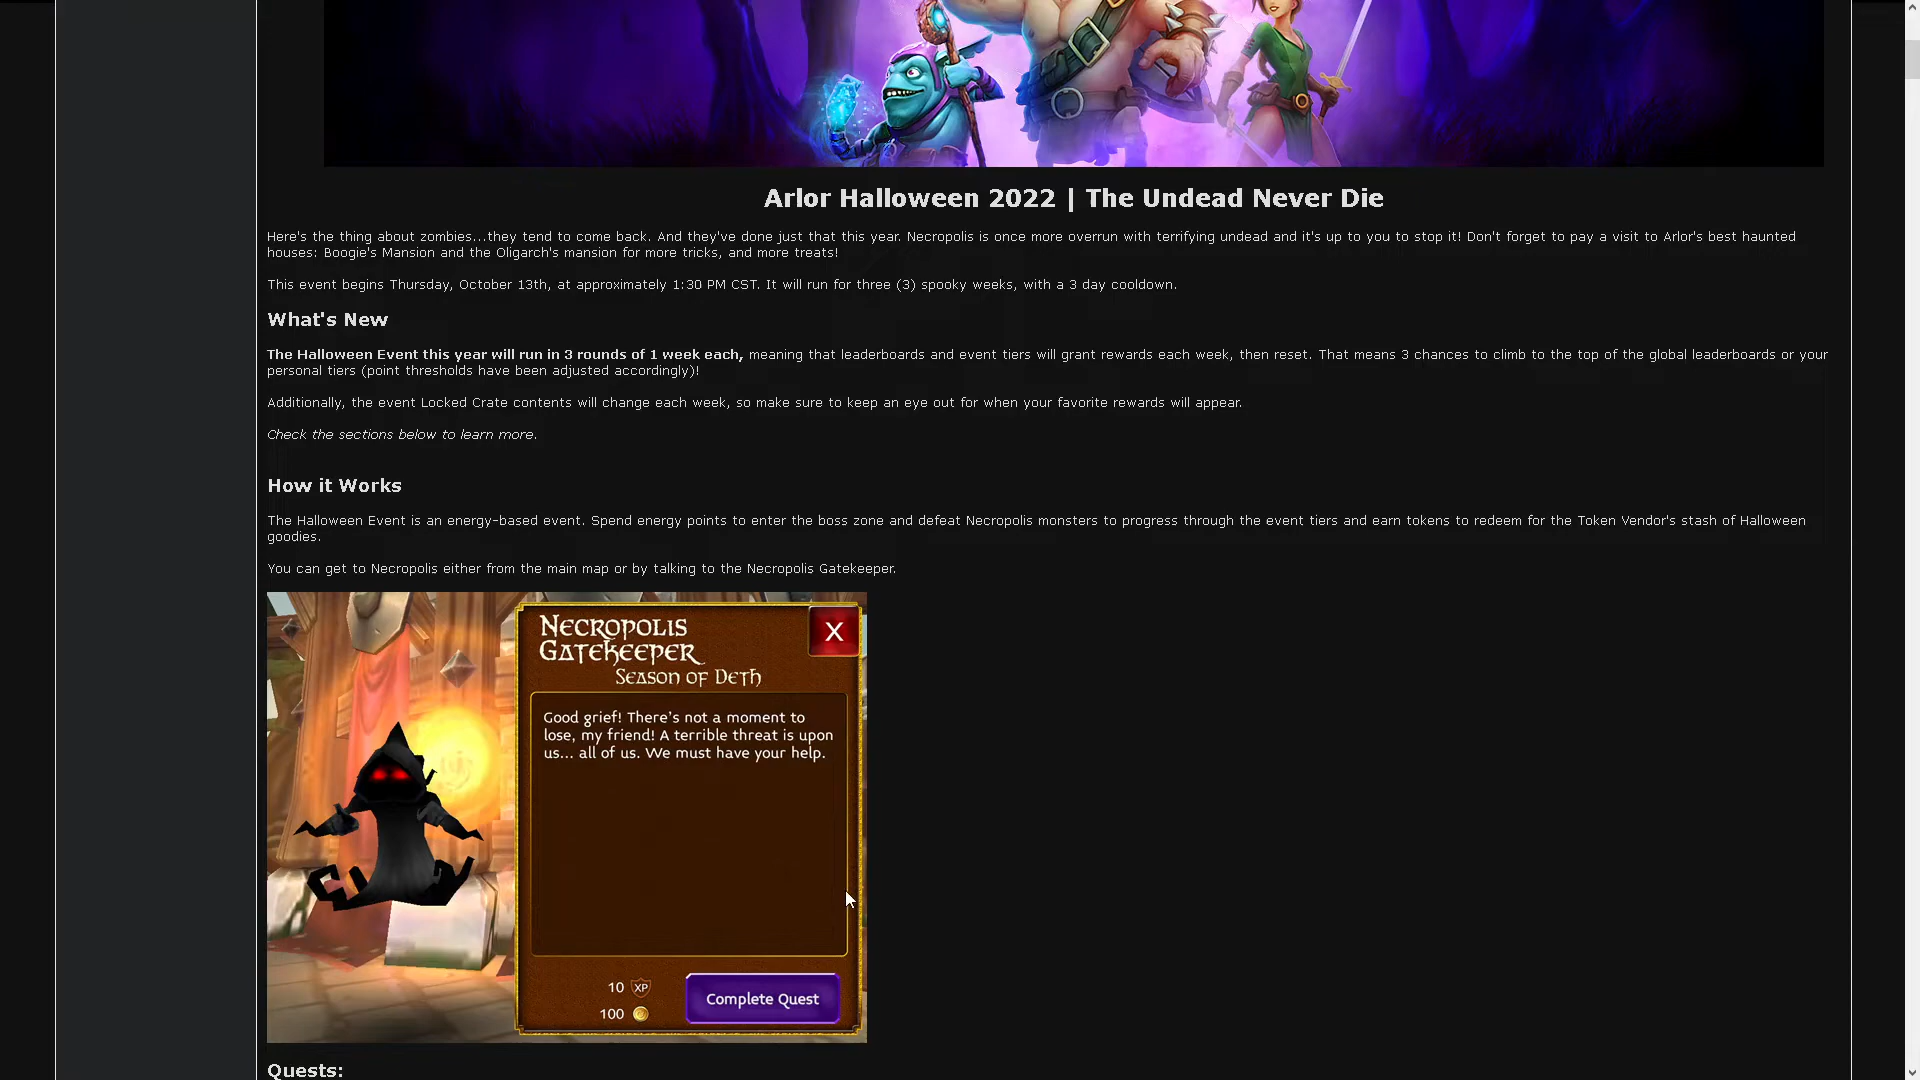 Arlor Halloween 2022 | The Undead Never Die
Here's the thing about zombies...they tend to come back. And they've done just that this year. Necropolis is once more overrun with terrifying undead and it's up to you to stop it! Don't forget to pay a visit to Arlor's best haunted
houses: Boogie's Mansion and the Oligarch's mansion for more tricks, and more treats!
This event begins Thursday, October 13th, at approximately 1:30 PM CST. It will run for three (3) spooky weeks, with a 3 day cooldown.
What's New
The Halloween Event this year will run in 3 rounds of 1 week each, meaning that leaderboards and event tiers will grant rewards each week, then reset. That means 3 chances to climb to the top of the global leaderboards or your
personal tiers (point thresholds have been adjusted accordingly)!
Additionally, the event Locked Crate contents will change each week, so make sure to keep an eye out for when your favorite rewards will appear.
Check the sections below to learn more.
How it Works
The Halloween Event is an energy-based event. Spend energy points to enter the boss zone and defeat Necropolis monsters to progress through the event tiers and earn tokens to redeem for the Token Vendor's stash of Halloween
goodies.
You can get to Necropolis either from the main map or by talking to the Necropolis Gatekeeper.
Necropolis
Gatekeeper
X
Season of Deth
Good grief! There's not a moment to
lose, my friend! A terrible threat is upon
us... all of us. We must have your help.
10 XP
100
Complete Quest
Quests: